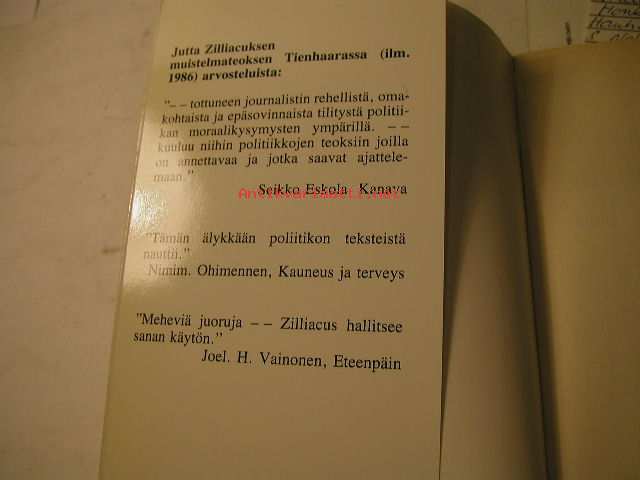 Jutta Zilliacuksen
muistelmateoksen Tienhaarassa (ilm.
1986) arvosteluista:
"–– tottuneen journalistin rehellistä, oma-
kohtaista ja epäsovinnaista tilitystä politii-
kan moraalikysymysten ympärillä. ––
kuuluu niihin politiikkojen teoksiin joilla
on annettavaa ja jotka saavat ajattele-
maan."
Seikko Eskola Kanava
Antikvariaatti.net
"Tämän älykkään poliitikon teksteistä
nauttii."
Nimim. Ohimennen, Kauneus ja terveys
"Meheviä juoruja –– Zilliacus hallitsee
sanan käytön."
Joel. H. Vainonen, Eteenpäin